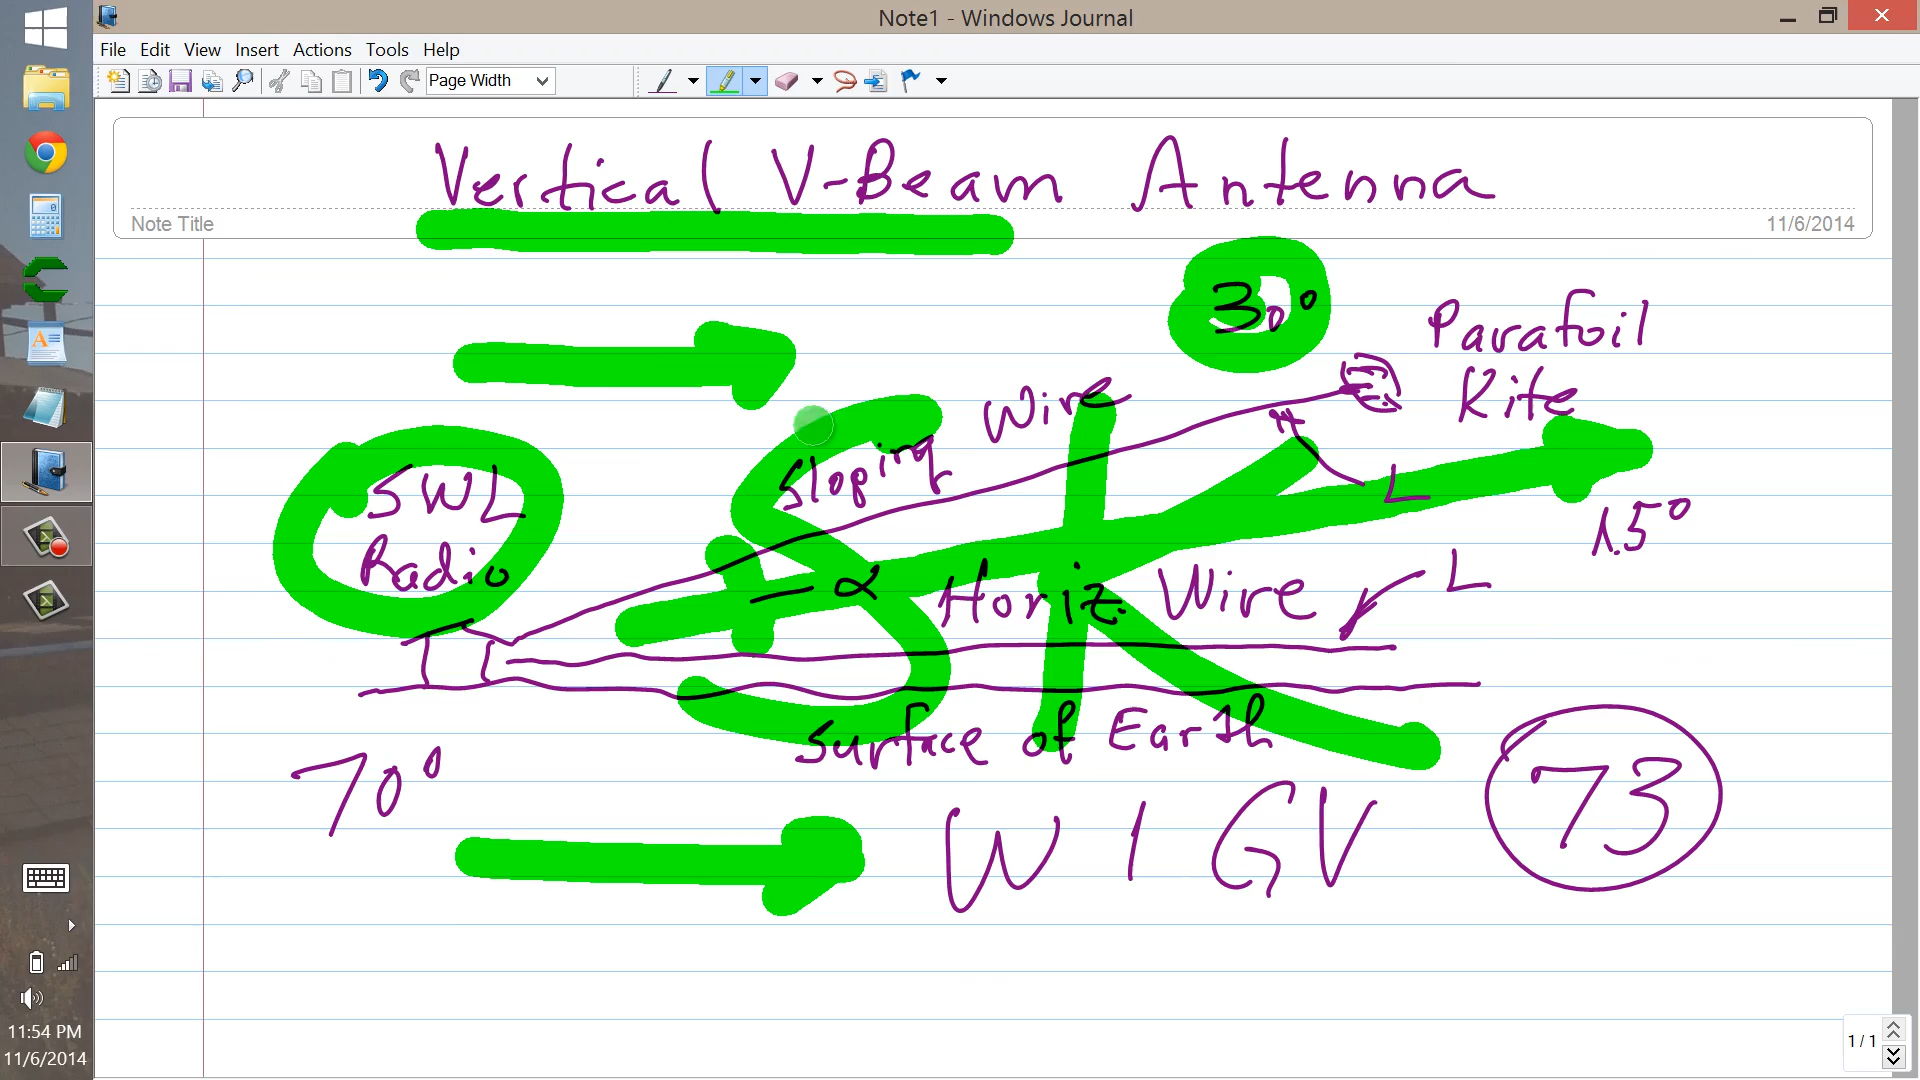 Note1 - Windows Journal
File Edit View Insert Actions Tools Help
Page Width
Vertical V-Beam Antenna
Note Title
11/6/2014
30°
Parafoil
Kite
Wire
Sloping
L
SWL
Radio
15°
= α
Horiz. Wire
L
Surface of Earth
70°
W1GV
73
11:54 PM
11/6/2014
1 / 1